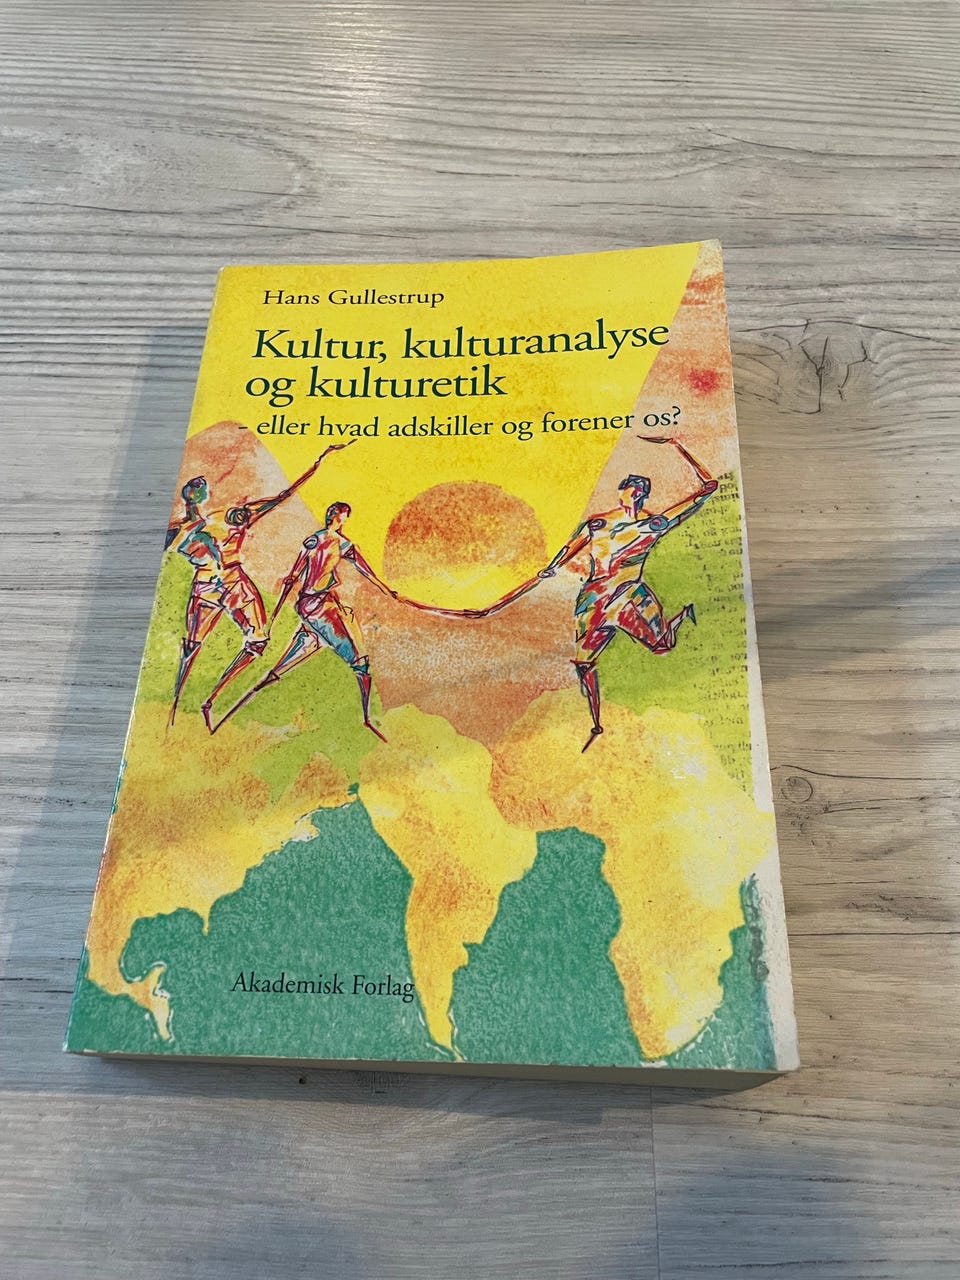 Hans Gullestrup
Kultur, kulturanalyse
og kulturetik
- eller hvad adskiller og forener os?
Akademisk Forlag